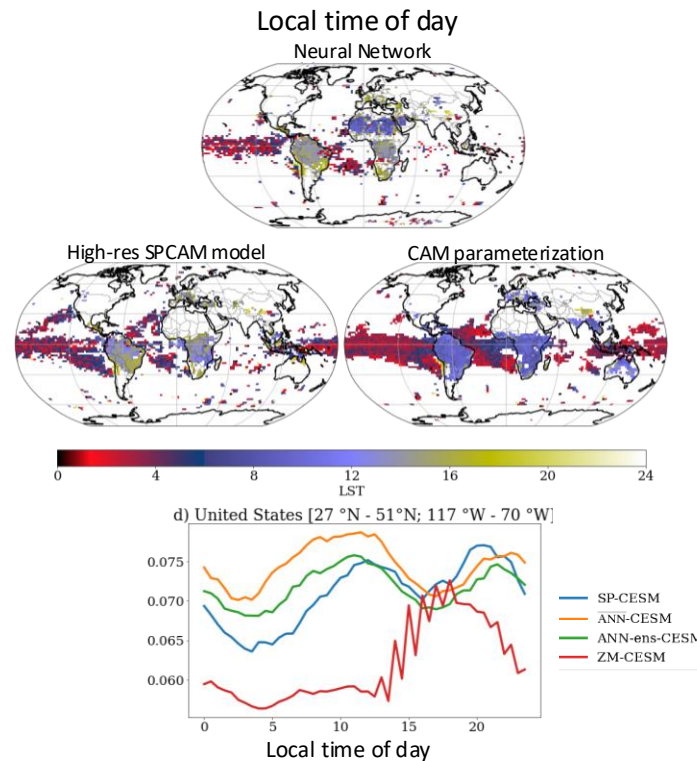 Local time of day
Neural Network
High-res SPCAM model
CAM parameterization
0 4 8 12 16 20 24
LST
d) United States [27 °N - 51°N; 117 °W - 70 °W]
0.075
0.070
0.065
0.060
0 5 10 15 20
SP-CESM
ANN-CESM
ANN-ens-CESM
ZM-CESM
Local time of day